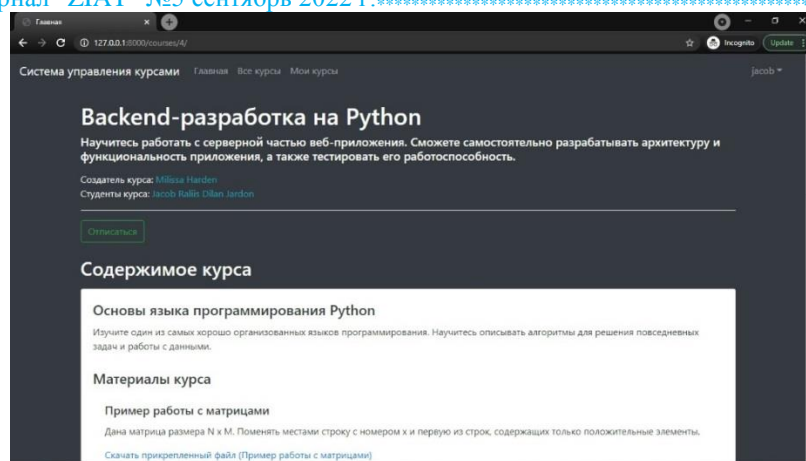 журнал "ZIAT" №5 сентябрь 2022 г.
Главная
127.0.0.1:8000/courses/4/
Incognito
Update
Система управления курсами Главная Все курсы Мои курсы jacob
Backend-разработка на Python
Научитесь работать с серверной частью веб-приложения. Сможете самостоятельно разрабатывать архитектуру и
функциональность приложения, а также тестировать его работоспособность.
Создатель курса: Milissa Harden
Студенты курса: Jacob Dilan Jardon
Отписаться
Содержимое курса
Основы языка программирования Python
Изучите один из самых хорошо организованных языков программирования. Научитесь описывать алгоритмы для решения повседневных
задач и работы с данными.
Материалы курса
Пример работы с матрицами
Дана матрица размера N x M. Поменять местами строку с номером x и первую из строк, содержащих только положительные элементы.
Скачать прикрепленный файл (Пример работы с матрицами)